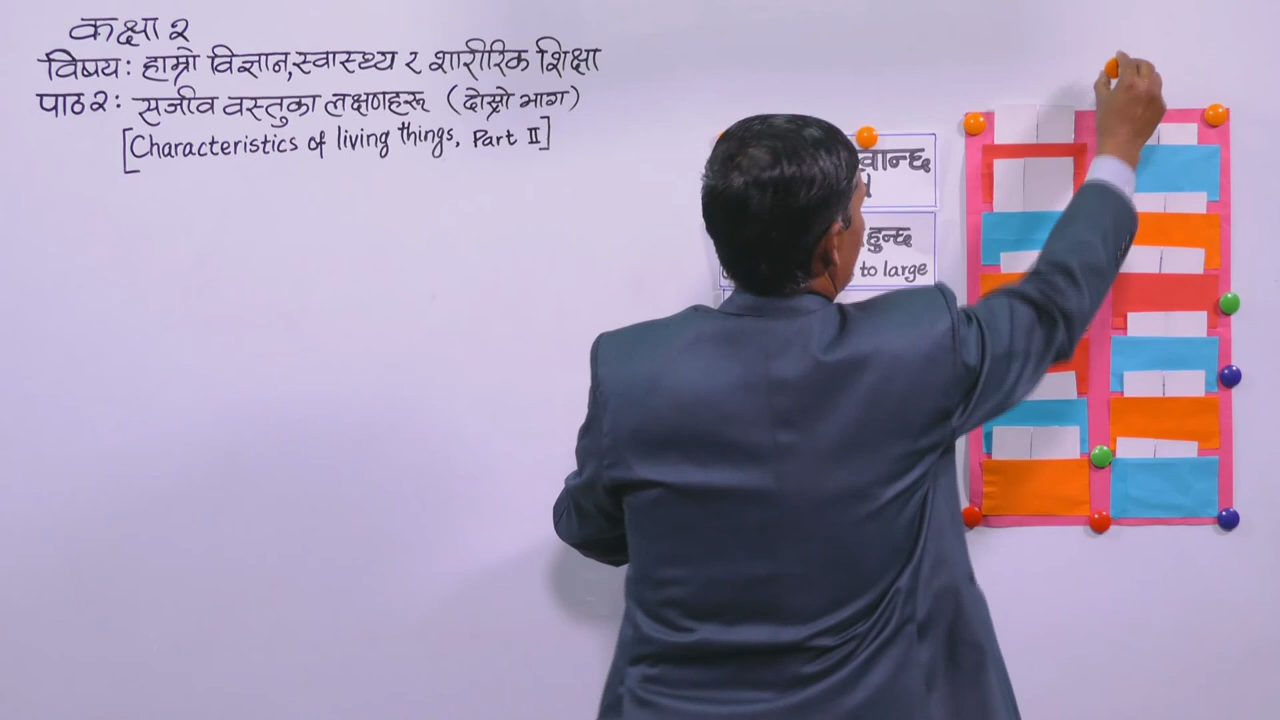 कक्षा २
विषय: हाम्रो विज्ञान, स्वास्थ्य र शारीरिक शिक्षा
पाठ २: सजीव वस्तुका लक्षणहरू (दोस्रो भाग)
[Characteristics of living things, Part II]
हुन्छ
to large